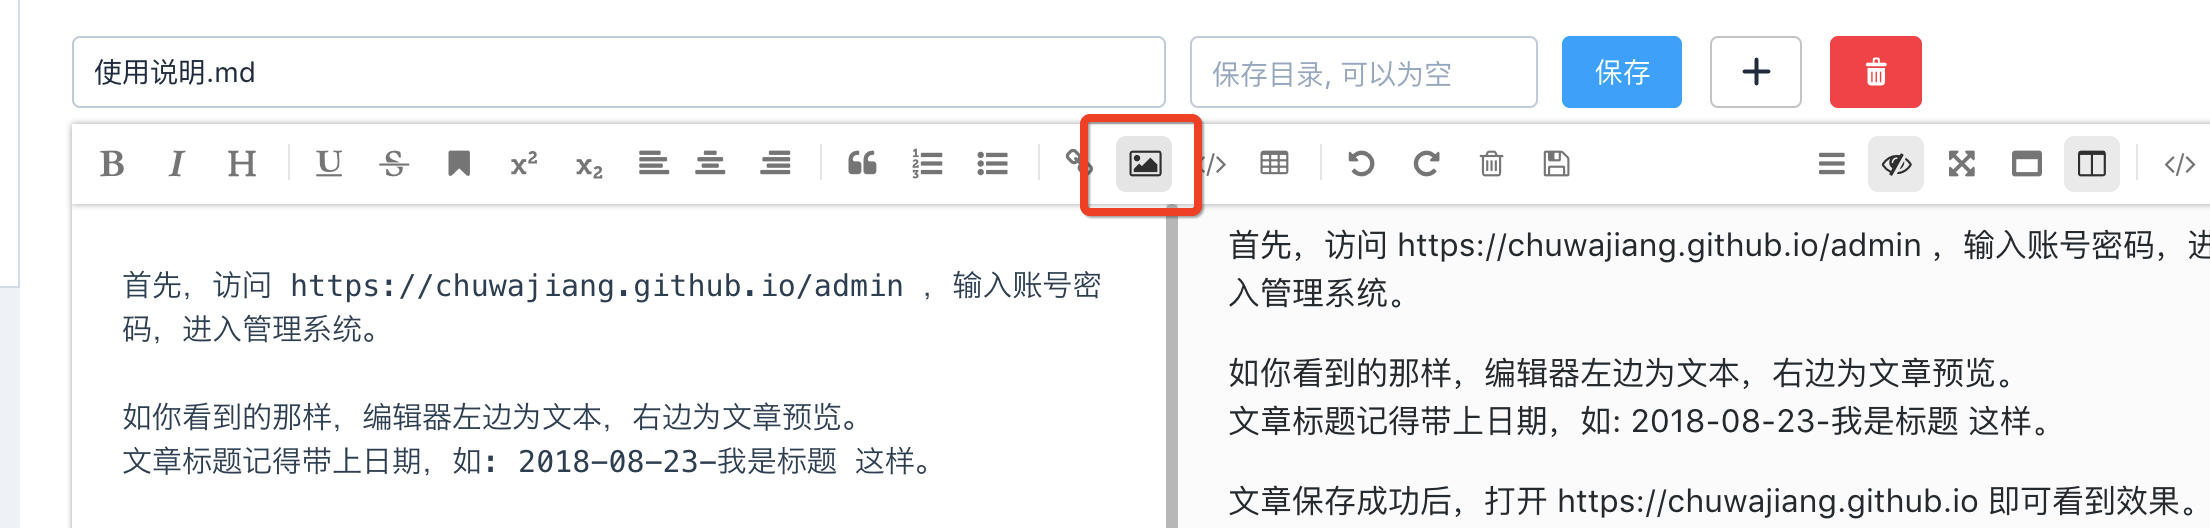 使用说明.md
保存目录, 可以为空
保存
首先，访问 https://chuwajiang.github.io/admin ，输入账号密
码，进入管理系统。
如你看到的那样，编辑器左边为文本，右边为文章预览。
文章标题记得带上日期，如: 2018-08-23-我是标题 这样。
首先，访问 https://chuwajiang.github.io/admin ，输入账号密码，进
入管理系统。
如你看到的那样，编辑器左边为文本，右边为文章预览。
文章标题记得带上日期，如: 2018-08-23-我是标题 这样。
文章保存成功后，打开 https://chuwajiang.github.io 即可看到效果。